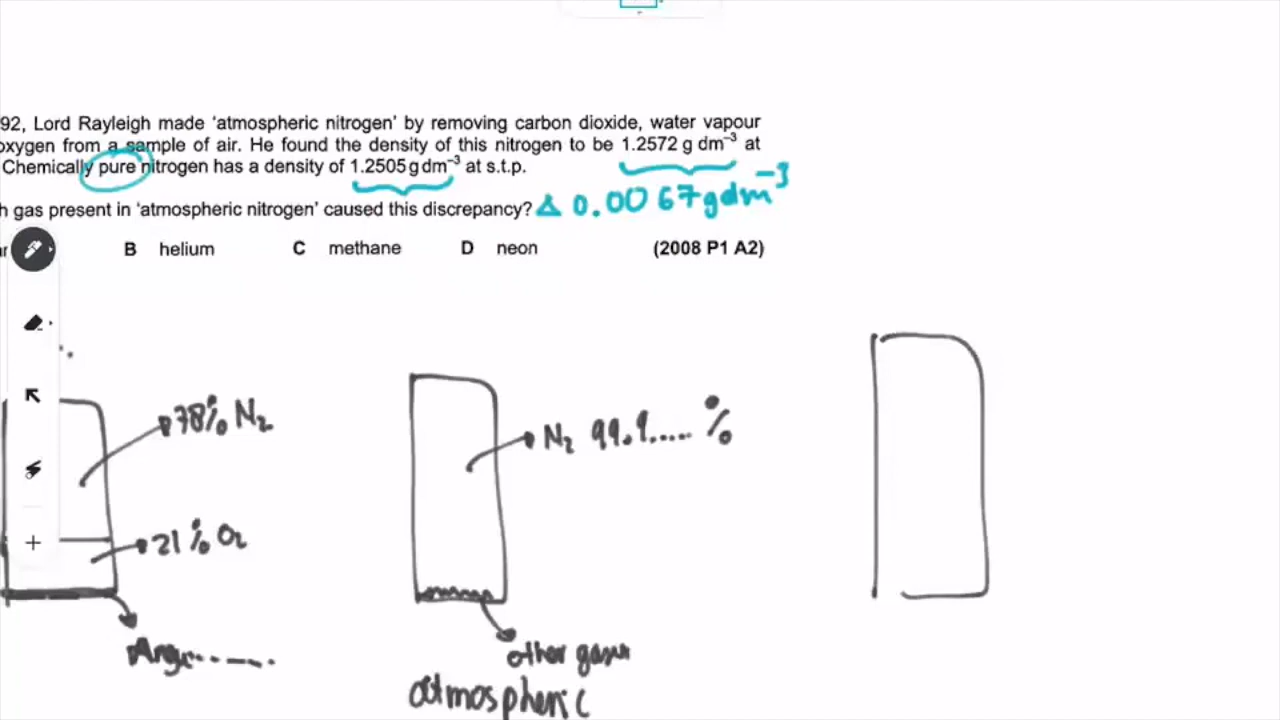 92, Lord Rayleigh made 'atmospheric nitrogen' by removing carbon dioxide, water vapour
oxygen from a sample of air. He found the density of this nitrogen to be 1.2572 g dm⁻³ at
Chemically pure nitrogen has a density of 1.2505 g dm⁻³ at s.t.p.
h gas present in 'atmospheric nitrogen' caused this discrepancy? Δ 0.0067gdm⁻³
B helium C methane D neon (2008 P1 A2)
78% N₂
N₂ 99.9..... %
21% O₂
other gases
atmospheric